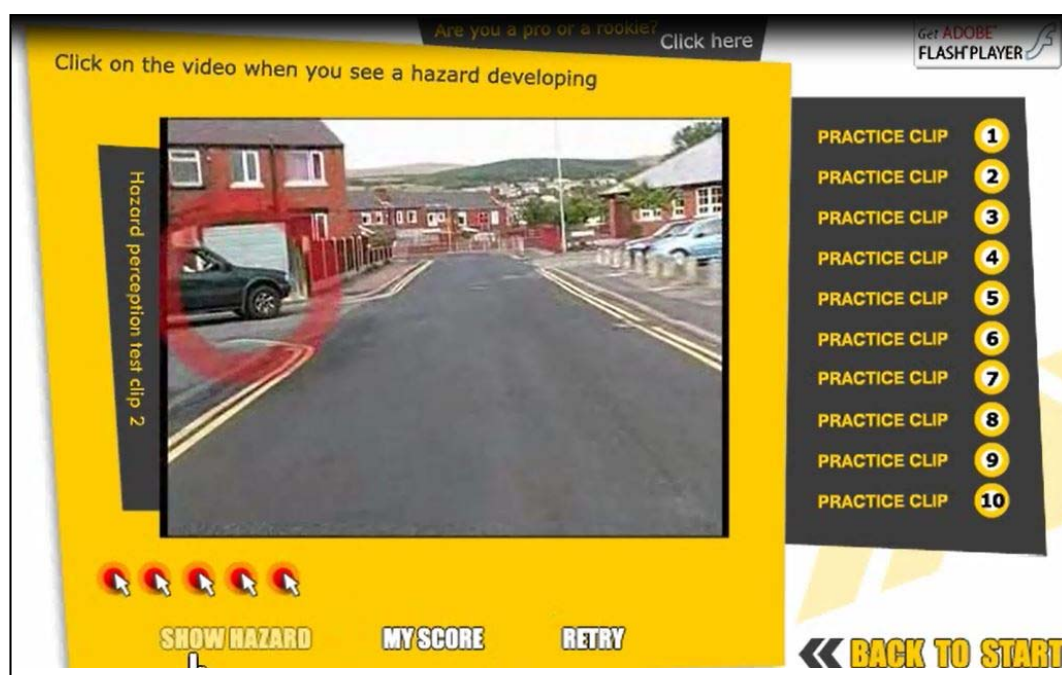 Are you a pro or a rookie?
Click here
Get ADOBE
FLASH PLAYER
Click on the video when you see a hazard developing
Hazard perception test clip 2
PRACTICE CLIP 1
PRACTICE CLIP 2
PRACTICE CLIP 3
PRACTICE CLIP 4
PRACTICE CLIP 5
PRACTICE CLIP 6
PRACTICE CLIP 7
PRACTICE CLIP 8
PRACTICE CLIP 9
PRACTICE CLIP 10
SHOW HAZARD
MY SCORE
RETRY
BACK TO START